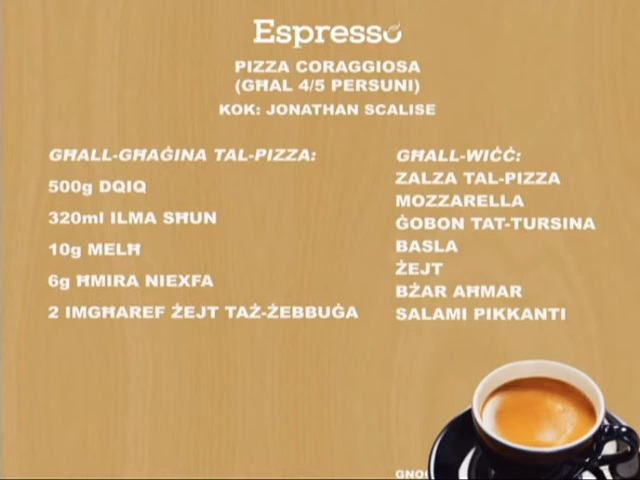 Espresso
PIZZA CORAGGIOSA
(GĦAL 4/5 PERSUNI)
KOK: JONATHAN SCALISE
GĦALL-GĦAĠINA TAL-PIZZA:
500g DQIQ
320ml ILMA SĦUN
10g MELĦ
6g ĦMIRA NIEXFA
2 IMGĦAREF ŻEJT TAŻ-ŻEBBUĠA
GĦALL-WIĊĊ:
ZALZA TAL-PIZZA
MOZZARELLA
ĠOBON TAT-TURSINA
BASLA
ŻEJT
BŻAR AĦMAR
SALAMI PIKKANTI